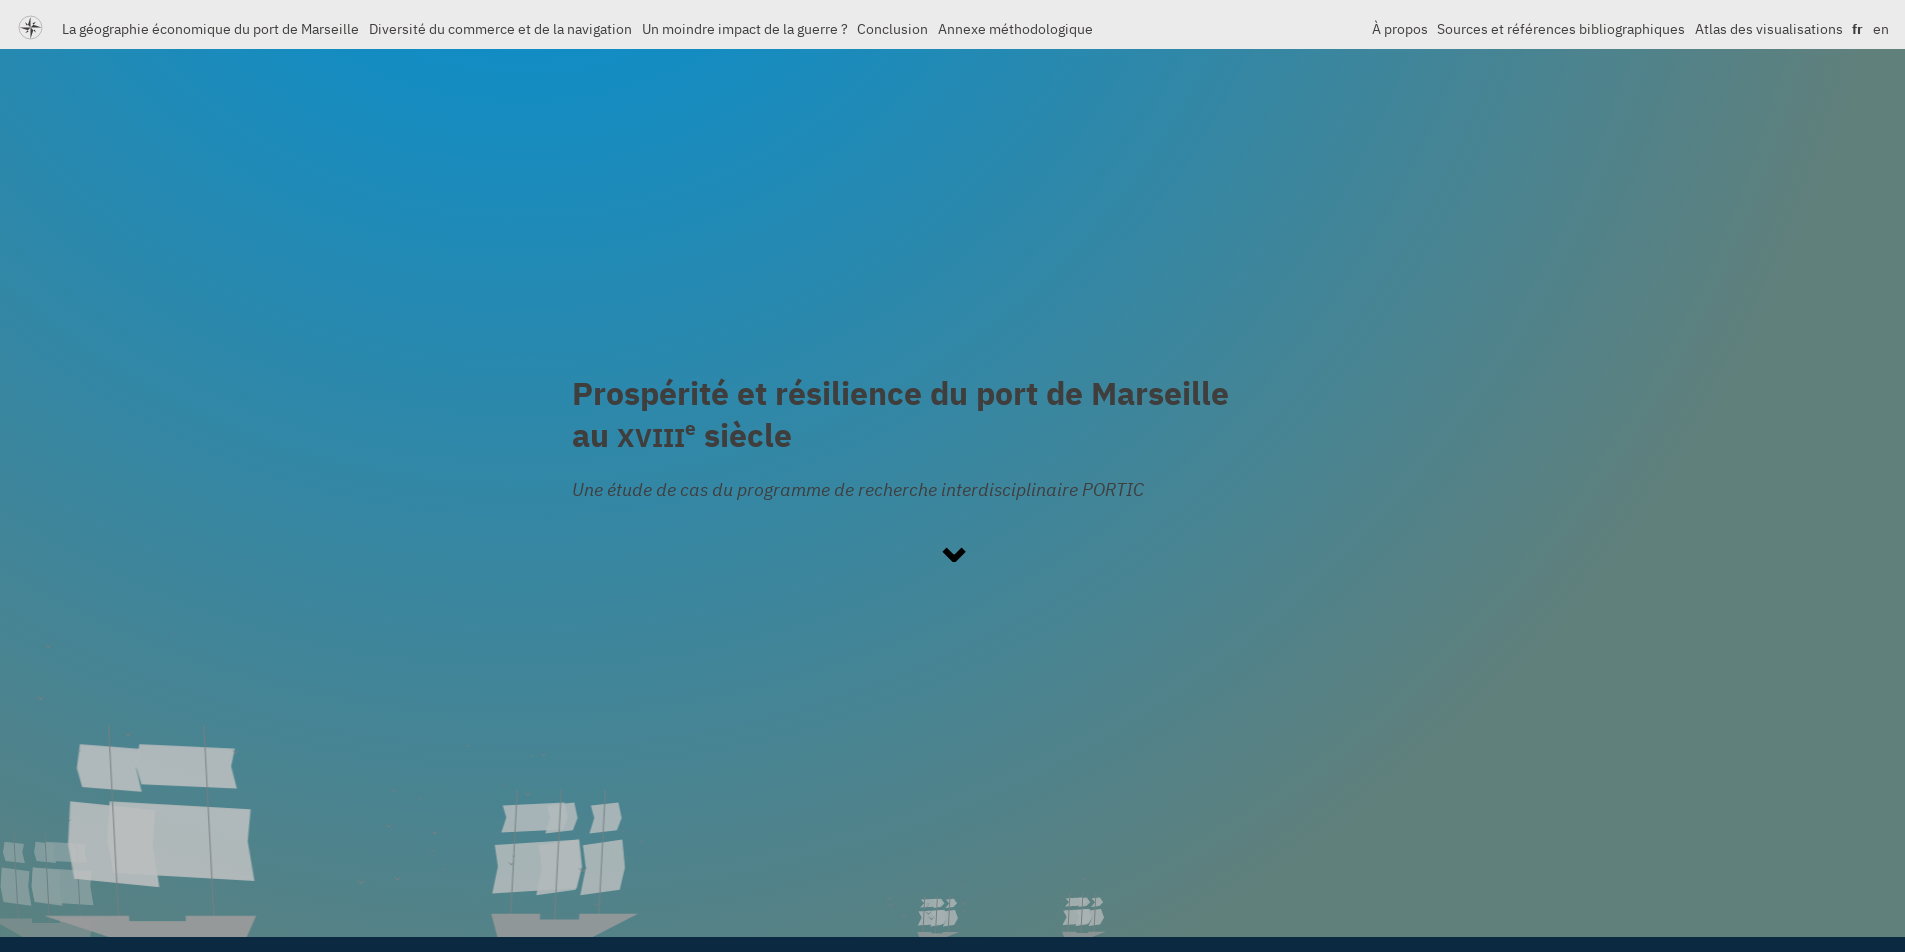 La géographie économique du port de Marseille Diversité du commerce et de la navigation Un moindre impact de la guerre ? Conclusion Annexe méthodologique À propos Sources et références bibliographiques Atlas des visualisations fr en
Prospérité et résilience du port de Marseille
au XVIIIe siècle
Une étude de cas du programme de recherche interdisciplinaire PORTIC